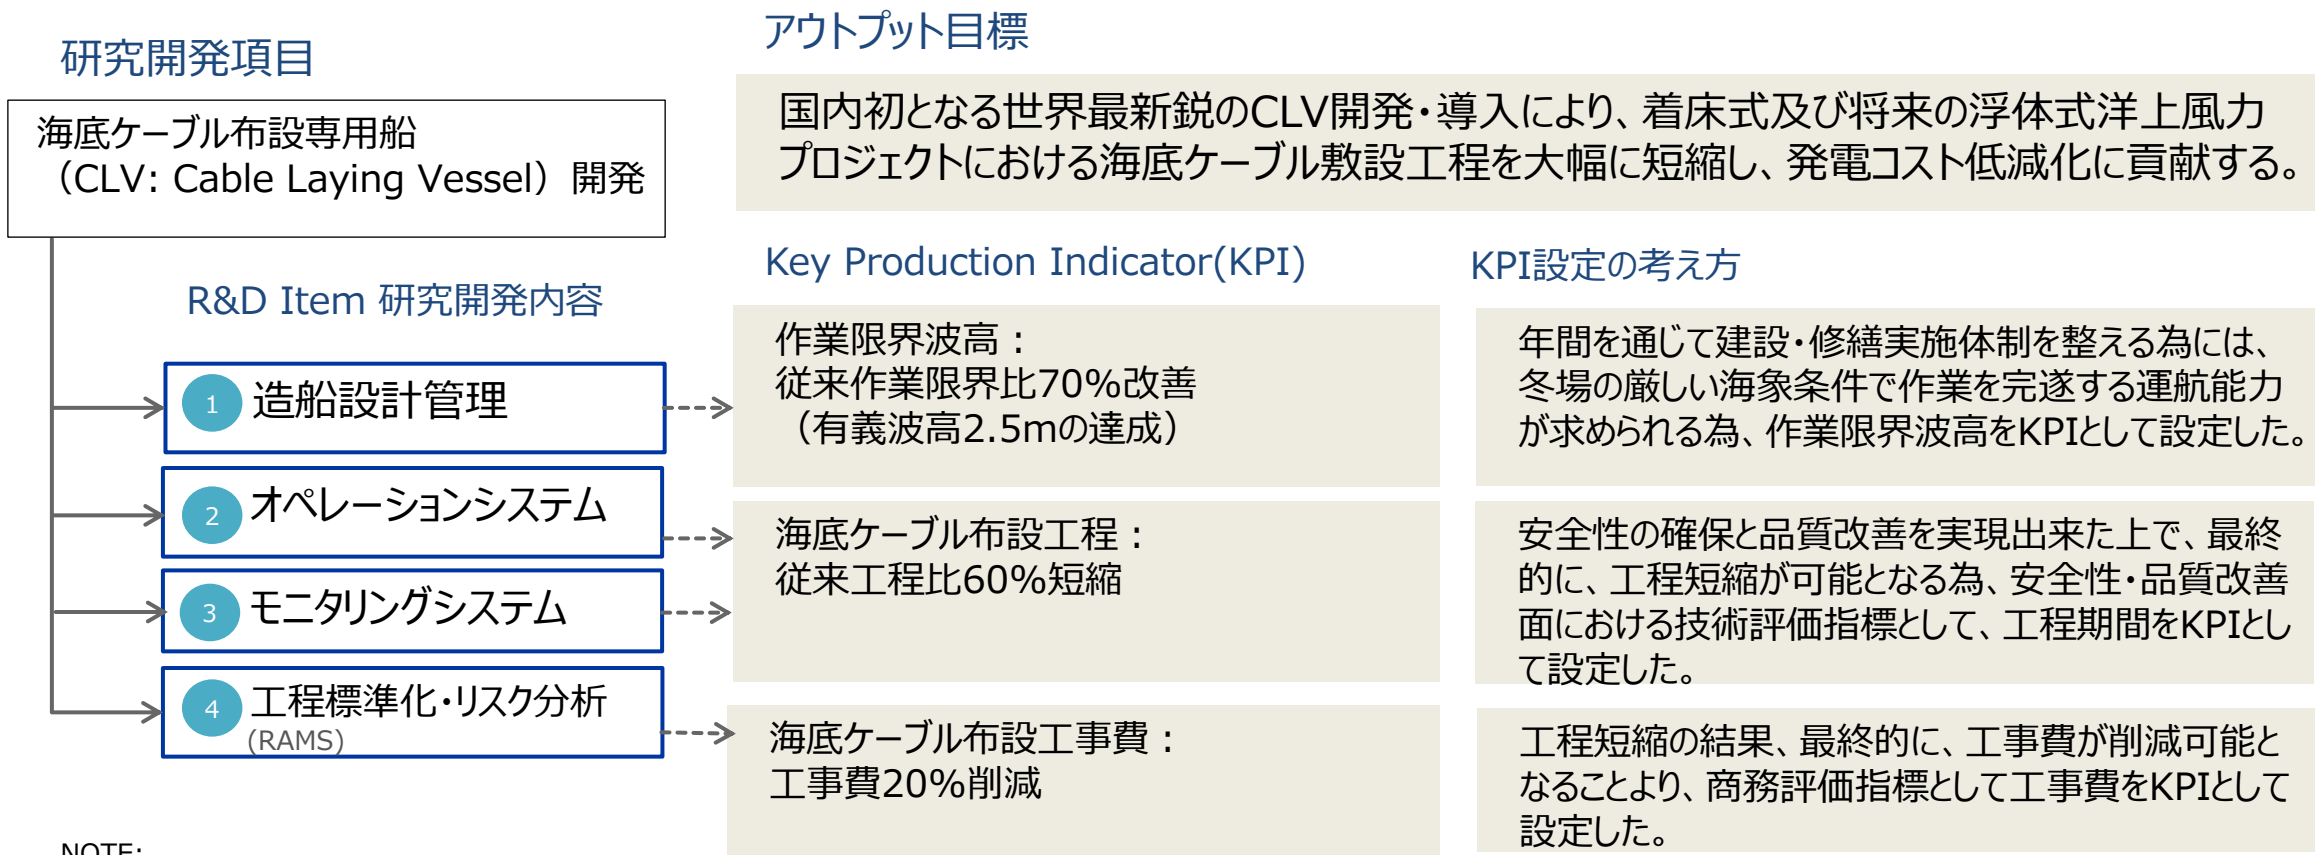 研究開発項目
海底ケーブル布設専用船
（CLV: Cable Laying Vessel）開発
アウトプット目標
国内初となる世界最新鋭のCLV開発・導入により、着床式及び将来の浮体式洋上風力
プロジェクトにおける海底ケーブル敷設工程を大幅に短縮し、発電コスト低減化に貢献する。
R&D Item 研究開発内容
Key Production Indicator(KPI)
KPI設定の考え方
1 造船設計管理
作業限界波高：
従来作業限界比70%改善
（有義波高2.5mの達成）
年間を通じて建設・修繕実施体制を整える為には、
冬場の厳しい海象条件で作業を完遂する運航能力
が求められる為、作業限界波高をKPIとして設定した。
2 オペレーションシステム
3 モニタリングシステム
海底ケーブル布設工程：
従来工程比60%短縮
安全性の確保と品質改善を実現出来た上で、最終
的に、工程短縮が可能となる為、安全性・品質改善
面における技術評価指標として、工程期間をKPIとし
て設定した。
4 工程標準化・リスク分析
(RAMS)
海底ケーブル布設工事費：
工事費20%削減
工程短縮の結果、最終的に、工事費が削減可能と
なることより、商務評価指標として工事費をKPIとして
設定した。
NOTE: